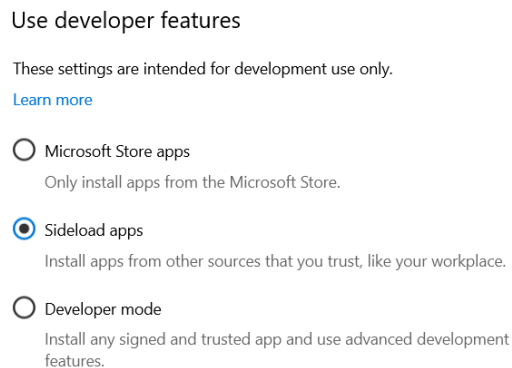 Use developer features
These settings are intended for development use only.
Learn more
Microsoft Store apps
Only install apps from the Microsoft Store.
Sideload apps
Install apps from other sources that you trust, like your workplace.
Developer mode
Install any signed and trusted app and use advanced development
features.